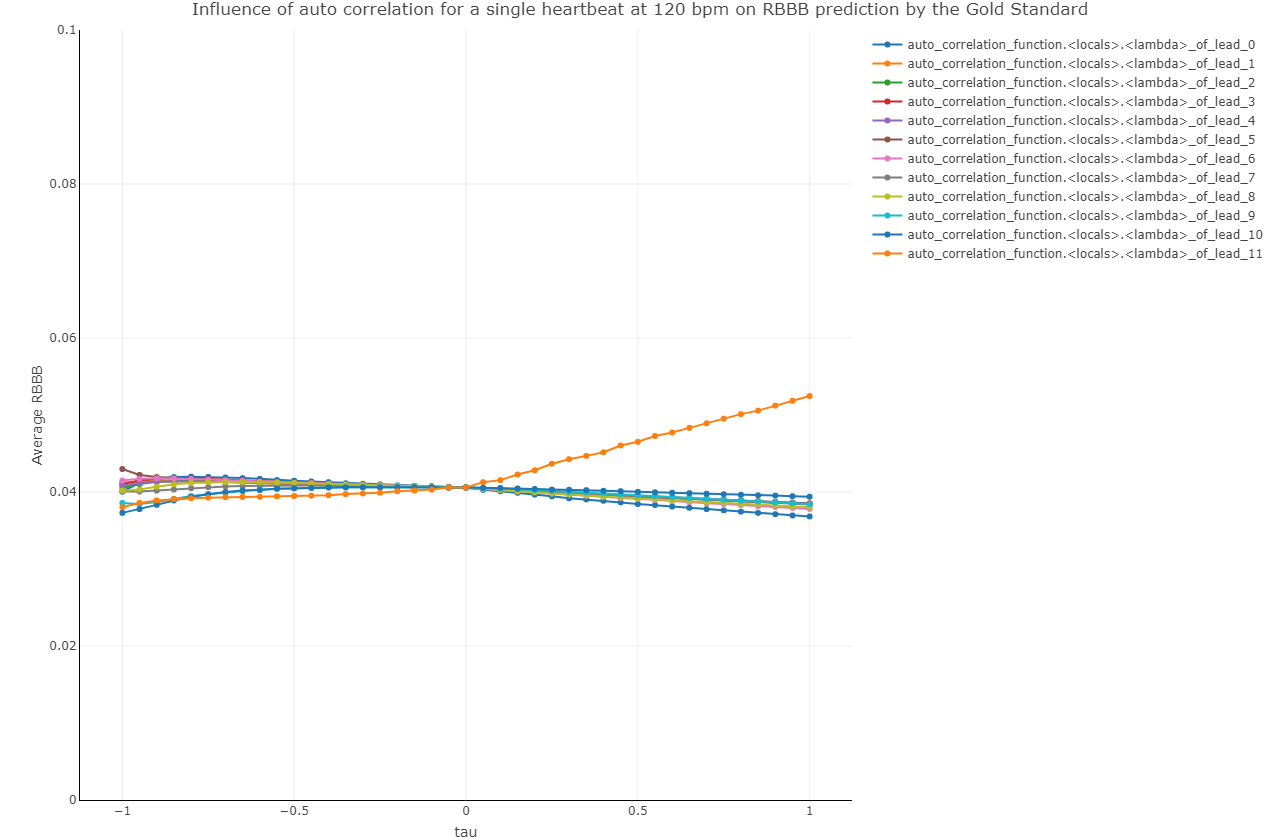 Influence of auto correlation for a single heartbeat at 120 bpm on RBBB prediction by the Gold Standard
0.1
0.08
0.06
0.04
0.02
0
Average RBBB
−1
−0.5
0
0.5
1
tau
auto_correlation_function.<locals>.<lambda>_of_lead_0
auto_correlation_function.<locals>.<lambda>_of_lead_1
auto_correlation_function.<locals>.<lambda>_of_lead_2
auto_correlation_function.<locals>.<lambda>_of_lead_3
auto_correlation_function.<locals>.<lambda>_of_lead_4
auto_correlation_function.<locals>.<lambda>_of_lead_5
auto_correlation_function.<locals>.<lambda>_of_lead_6
auto_correlation_function.<locals>.<lambda>_of_lead_7
auto_correlation_function.<locals>.<lambda>_of_lead_8
auto_correlation_function.<locals>.<lambda>_of_lead_9
auto_correlation_function.<locals>.<lambda>_of_lead_10
auto_correlation_function.<locals>.<lambda>_of_lead_11